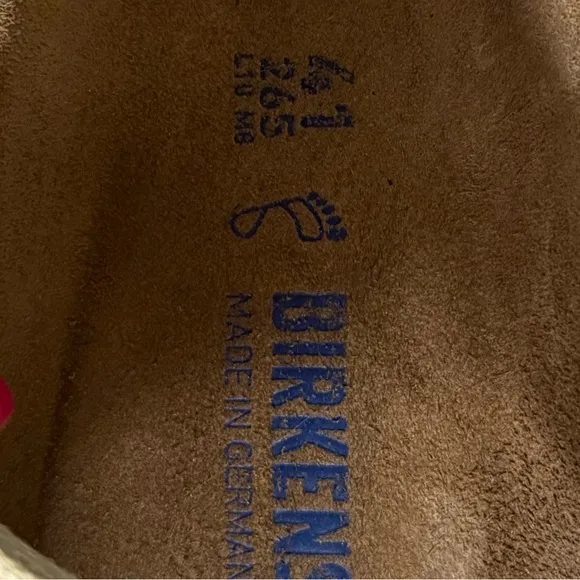 41
265
L10 M8
BIRKENS
MADE IN GERMAN